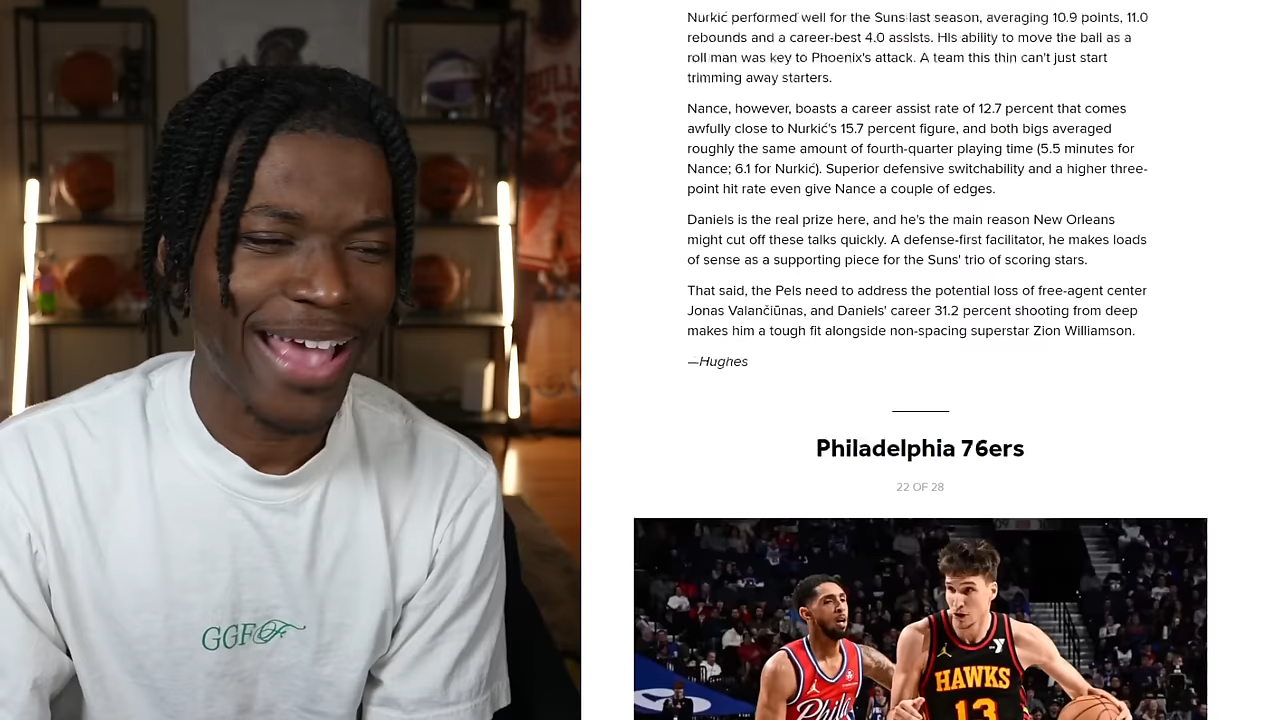 Nurkić performed well for the Suns last season, averaging 10.9 points, 11.0
rebounds and a career-best 4.0 assists. His ability to move the ball as a
roll man was key to Phoenix's attack. A team this thin can't just start
trimming away starters.
Nance, however, boasts a career assist rate of 12.7 percent that comes
awfully close to Nurkić's 15.7 percent figure, and both bigs averaged
roughly the same amount of fourth-quarter playing time (5.5 minutes for
Nance; 6.1 for Nurkić). Superior defensive switchability and a higher three-
point hit rate even give Nance a couple of edges.
Daniels is the real prize here, and he's the main reason New Orleans
might cut off these talks quickly. A defense-first facilitator, he makes loads
of sense as a supporting piece for the Suns' trio of scoring stars.
That said, the Pels need to address the potential loss of free-agent center
Jonas Valančiūnas, and Daniels' career 31.2 percent shooting from deep
makes him a tough fit alongside non-spacing superstar Zion Williamson.
—Hughes
Philadelphia 76ers
22 OF 28
HAWKS
13
Phila
GGF
BULLS
23